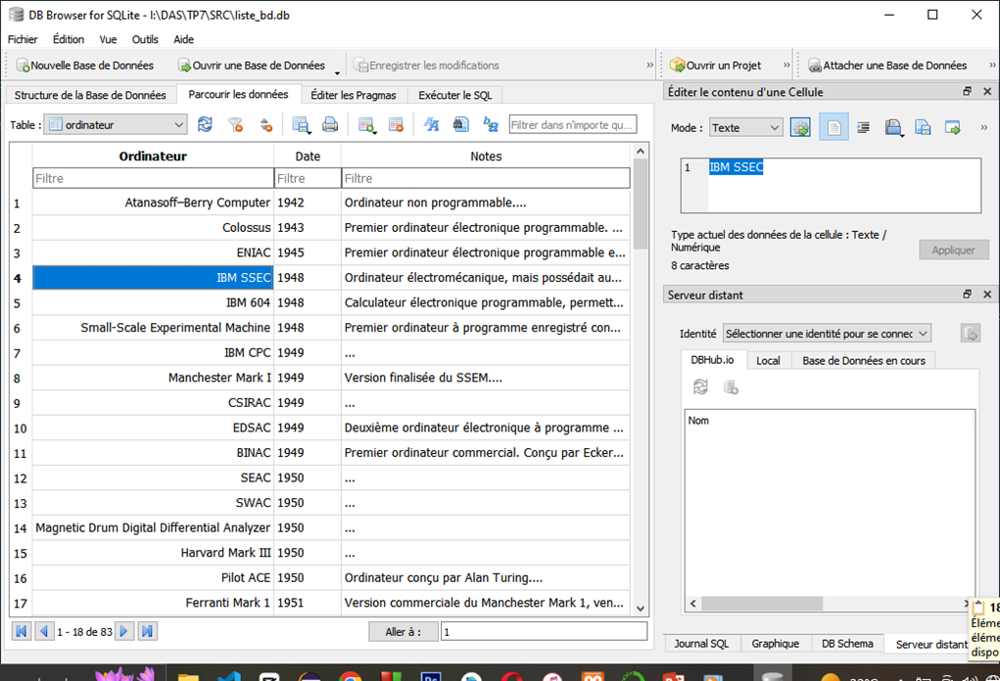 DB Browser for SQLite - I:\DAS\TP7\SRC\liste_bd.db
Fichier Édition Vue Outils Aide
Nouvelle Base de Données Ouvrir une Base de Données Enregistrer les modifications » Ouvrir un Projet » Attacher une Base de Données »
Structure de la Base de Données Parcourir les données Éditer les Pragmas Exécuter le SQL
Table : ordinateur Filtrer dans n'importe qu...
Ordinateur Date Notes
Filtre Filtre Filtre
1 Atanasoff–Berry Computer 1942 Ordinateur non programmable....
2 Colossus 1943 Premier ordinateur électronique programmable. ...
3 ENIAC 1945 Premier ordinateur électronique programmable e...
4 IBM SSEC 1948 Ordinateur électromécanique, mais possédait au...
5 IBM 604 1948 Calculateur électronique programmable, permett...
6 Small-Scale Experimental Machine 1948 Premier ordinateur à programme enregistré con...
7 IBM CPC 1949 ...
8 Manchester Mark I 1949 Version finalisée du SSEM....
9 CSIRAC 1949 ...
10 EDSAC 1949 Deuxième ordinateur électronique à programme ...
11 BINAC 1949 Premier ordinateur commercial. Conçu par Ecker...
12 SEAC 1950 ...
13 SWAC 1950 ...
14 Magnetic Drum Digital Differential Analyzer 1950 ...
15 Harvard Mark III 1950 ...
16 Pilot ACE 1950 Ordinateur conçu par Alan Turing....
17 Ferranti Mark 1 1951 Version commerciale du Manchester Mark 1, ven...
1 - 18 de 83 Aller à : 1
Éditer le contenu d'une Cellule
Mode : Texte »
1 IBM SSEC
Type actuel des données de la cellule : Texte /
Numérique
8 caractères
Appliquer
Serveur distant
Identité Sélectionner une identité pour se connec
DBHub.io Local Base de Données en cours
Nom
18
Éléme
éléme
dispo
Journal SQL Graphique DB Schema Serveur distant